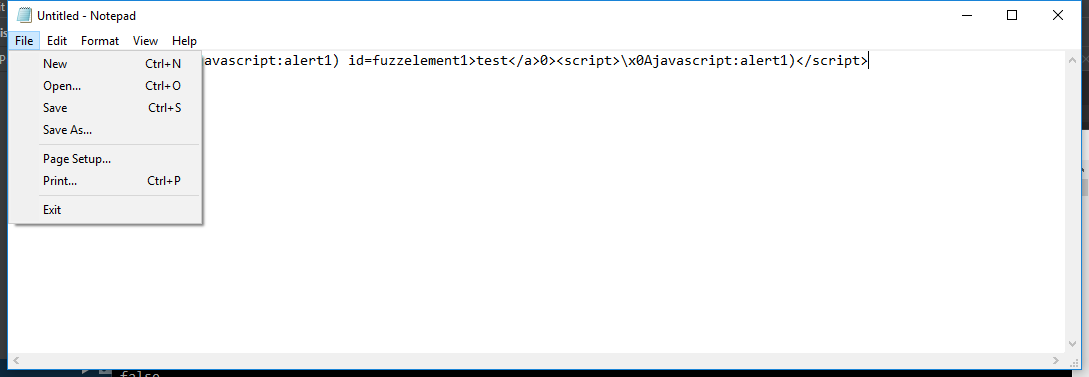 Untitled - Notepad
File Edit Format View Help
avascript:alert1) id=fuzzelement1>test</a>0><script>\x0Ajavascript:alert1)</script>
New Ctrl+N
Open... Ctrl+O
Save Ctrl+S
Save As...
Page Setup...
Print... Ctrl+P
Exit
false